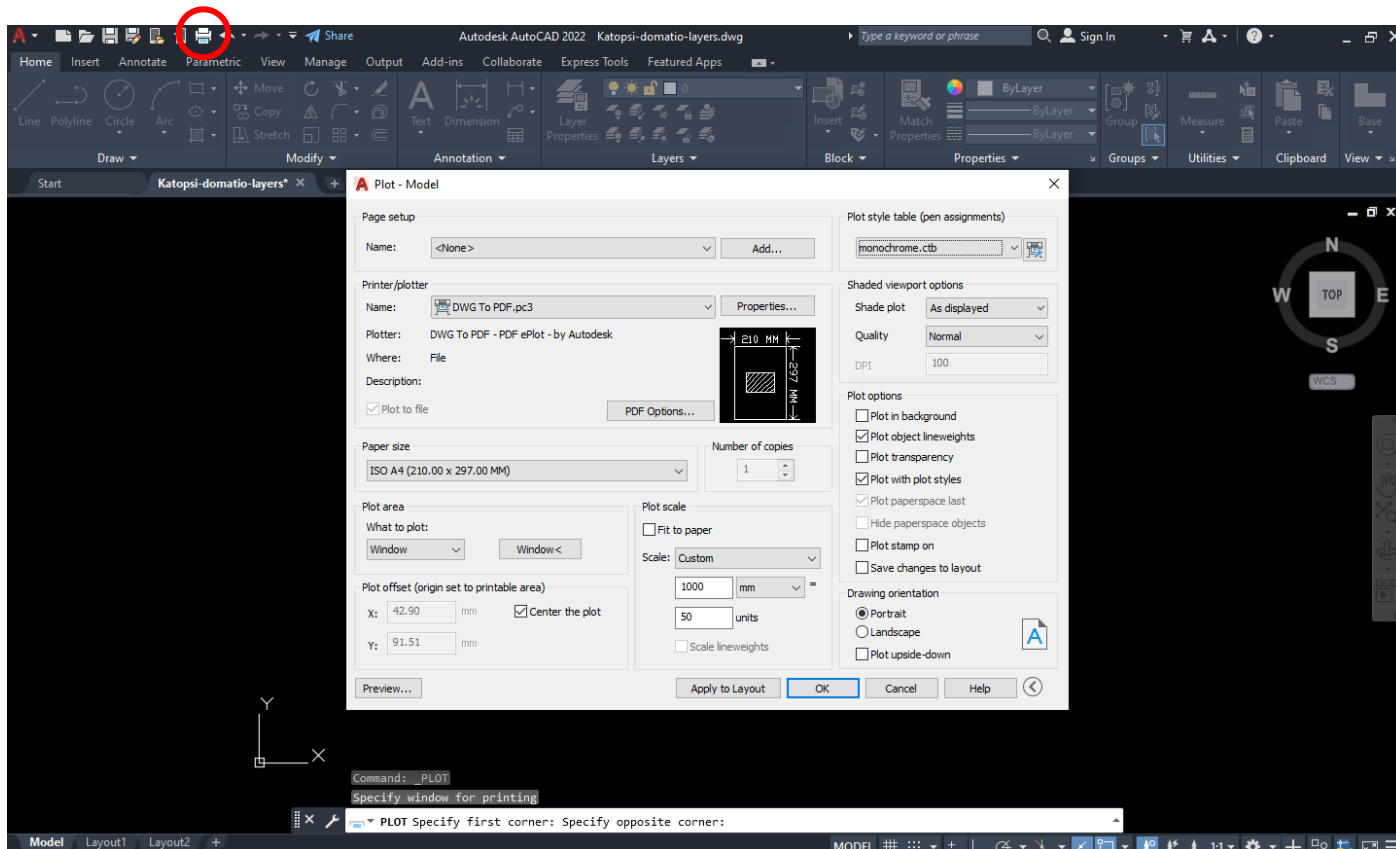 Share Autodesk AutoCAD 2022 Katopsi-domatio-layers.dwg Type a keyword or phrase Sign In
Home Insert Annotate Parametric View Manage Output Add-ins Collaborate Express Tools Featured Apps
Move
Copy
Stretch
Line Polyline Circle Arc
Text Dimension
Layer Properties
0
Insert
Match Properties
ByLayer
ByLayer
ByLayer
Group
Measure
Paste
Base
Draw Modify Annotation Layers Block Properties Groups Utilities Clipboard View
Start Katopsi-domatio-layers* +
Plot - Model
Page setup
Name: <None> Add...
Printer/plotter
Name: DWG To PDF.pc3 Properties...
Plotter: DWG To PDF - PDF ePlot - by Autodesk
Where: File
Description:
Plot to file PDF Options...
210 MM
297 MM
Paper size
ISO A4 (210.00 x 297.00 MM)
Number of copies
1
Plot area
What to plot:
Window Window<
Plot offset (origin set to printable area)
X: 42.90 mm Center the plot
Y: 91.51 mm
Plot scale
Fit to paper
Scale: Custom
1000 mm =
50 units
Scale lineweights
Plot style table (pen assignments)
monochrome.ctb
Shaded viewport options
Shade plot As displayed
Quality Normal
DPI 100
Plot options
Plot in background
Plot object lineweights
Plot transparency
Plot with plot styles
Plot paperspace last
Hide paperspace objects
Plot stamp on
Save changes to layout
Drawing orientation
Portrait
Landscape
Plot upside-down
A
Preview... Apply to Layout OK Cancel Help
N
W TOP E
S
WCS
Y
X
Command: _PLOT
Specify window for printing
PLOT Specify first corner: Specify opposite corner:
Model Layout1 Layout2 + MODEL 1:1